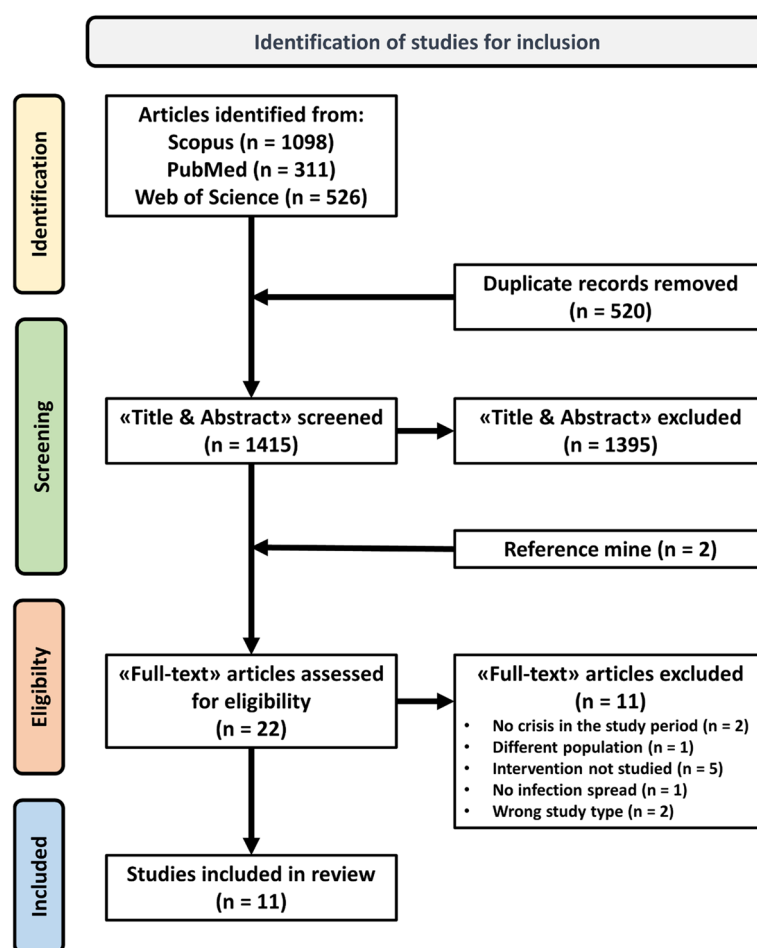 Identification of studies for inclusion
Identification
Articles identified from:
Scopus (n = 1098)
PubMed (n = 311)
Web of Science (n = 526)
Duplicate records removed
(n = 520)
Screening
«Title & Abstract» screened
(n = 1415)
«Title & Abstract» excluded
(n = 1395)
Reference mine (n = 2)
Eligibilty
«Full-text» articles assessed
for eligibility
(n = 22)
«Full-text» articles excluded
(n = 11)
• No crisis in the study period (n = 2)
• Different population (n = 1)
• Intervention not studied (n = 5)
• No infection spread (n = 1)
• Wrong study type (n = 2)
Included
Studies included in review
(n = 11)